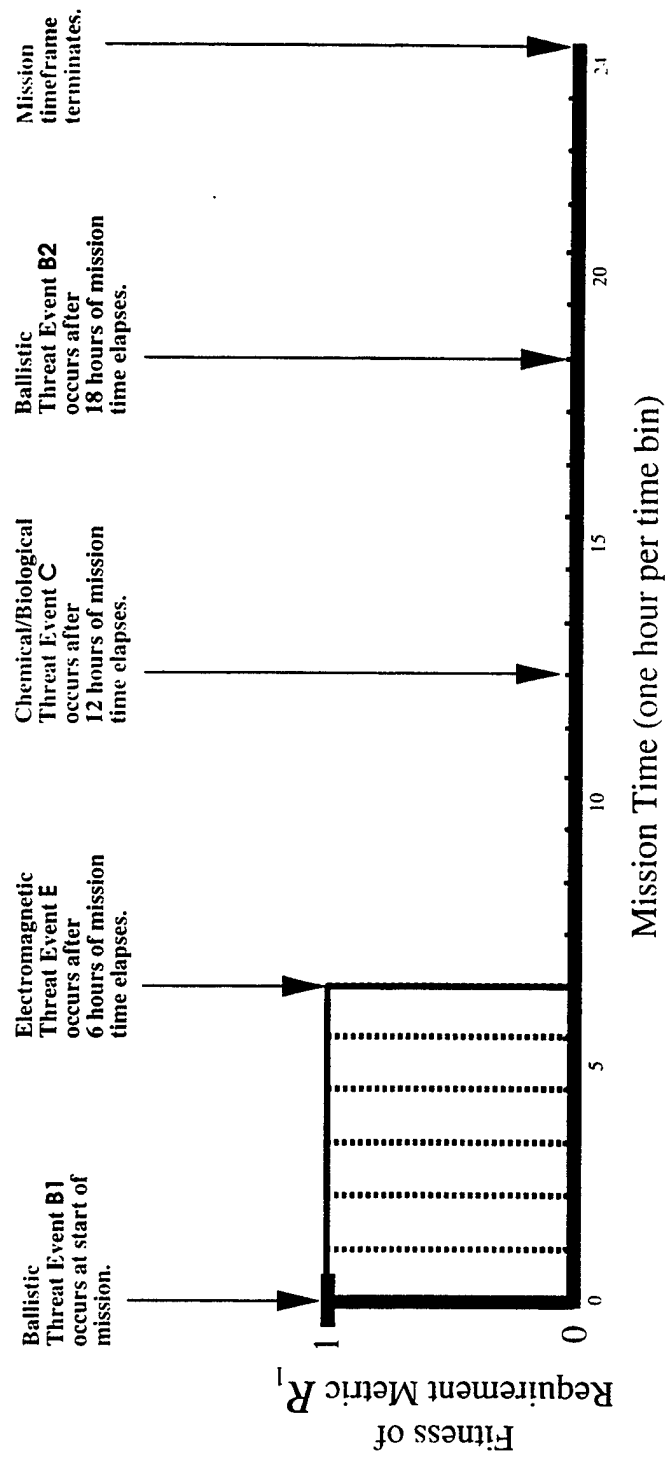 Ballistic
Threat Event B1
occurs at start of
mission.
Electromagnetic
Threat Event E
occurs after
6 hours of mission
time elapses.
Chemical/Biological
Threat Event C
occurs after
12 hours of mission
time elapses.
Ballistic
Threat Event B2
occurs after
18 hours of mission
time elapses.
Mission
timeframe
terminates.
Fitness of
Requirement Metric R1
1
0
0
5
10
15
20
24
Mission Time (one hour per time bin)